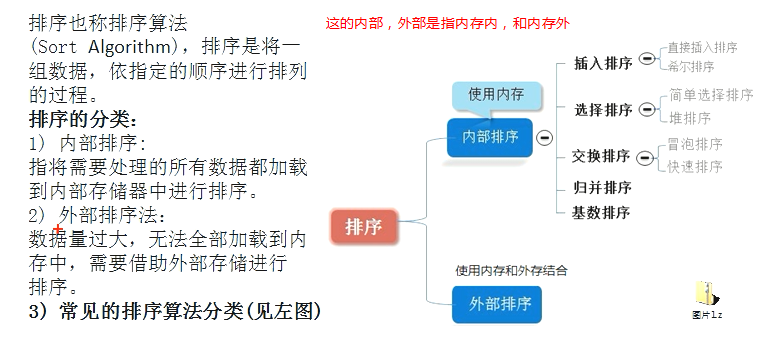 排序也称排序算法
(Sort Algorithm)，排序是将一
组数据，依指定的顺序进行排列
的过程。
排序的分类：
1) 内部排序:
指将需要处理的所有数据都加载
到内部存储器中进行排序。
2) 外部排序法：
数据量过大，无法全部加载到内
存中，需要借助外部存储进行
排序。
3) 常见的排序算法分类(见左图)
这的内部，外部是指内存内，和内存外
使用内存
内部排序
插入排序
直接插入排序
希尔排序
选择排序
简单选择排序
堆排序
交换排序
冒泡排序
快速排序
归并排序
基数排序
排序
使用内存和外存结合
外部排序
图片1z